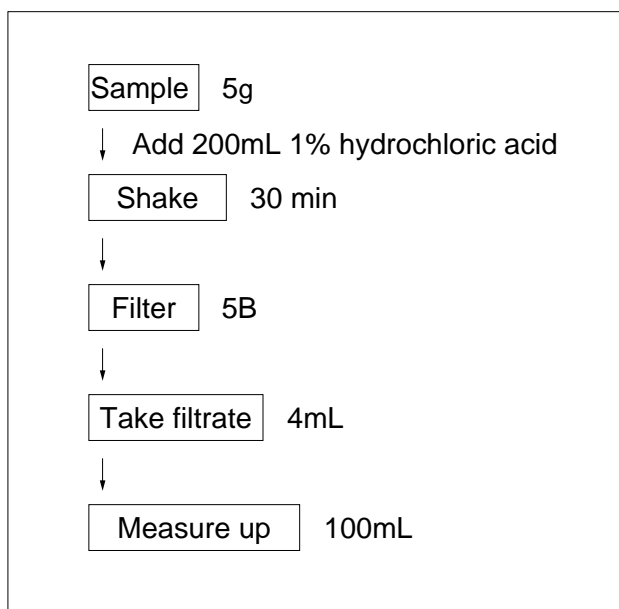 Sample 5g
Add 200mL 1% hydrochloric acid
Shake 30 min
Filter 5B
Take filtrate 4mL
Measure up 100mL